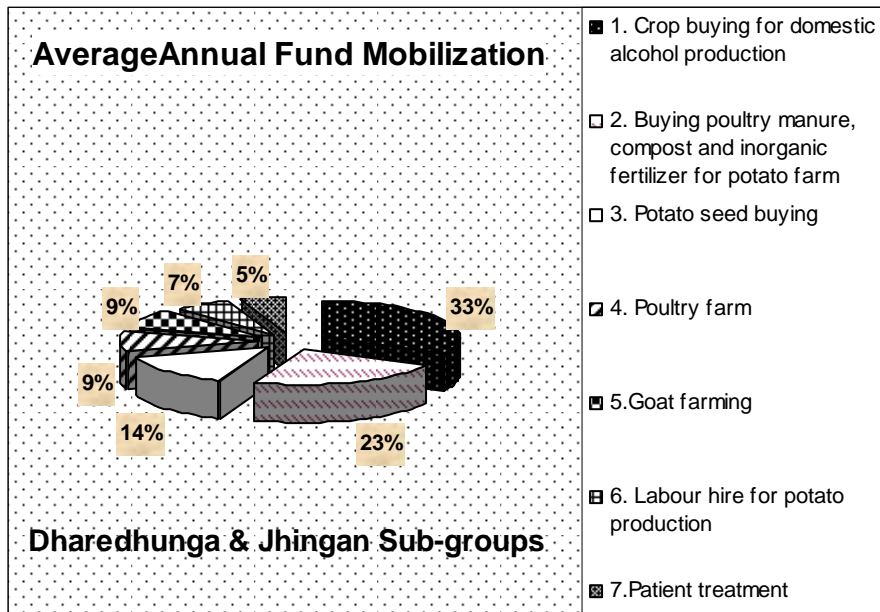 AverageAnnual Fund Mobilization
7%
5%
9%
33%
9%
14%
23%
Dharedhunga & Jhingan Sub-groups
1. Crop buying for domestic
alcohol production
2. Buying poultry manure,
compost and inorganic
fertilizer for potato farm
3. Potato seed buying
4. Poultry farm
5.Goat farming
6. Labour hire for potato
production
7.Patient treatment